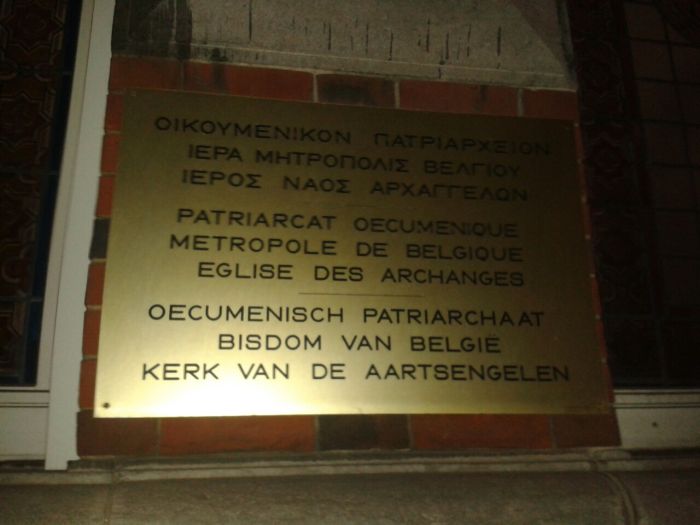 ΟΙΚΟΥΜΕΝΙΚΟΝ ΠΑΤΡΙΑΡΧΕΙΟΝ
ΙΕΡΑ ΜΗΤΡΟΠΟΛΙΣ ΒΕΛΓΙΟΥ
ΙΕΡΟΣ ΝΑΟΣ ΑΡΧΑΓΓΕΛΩΝ
PATRIARCAT OECUMENIQUE
METROPOLE DE BELGIQUE
EGLISE DES ARCHANGES
OECUMENISCH PATRIARCHAAT
BISDOM VAN BELGIË
KERK VAN DE AARTSENGELEN